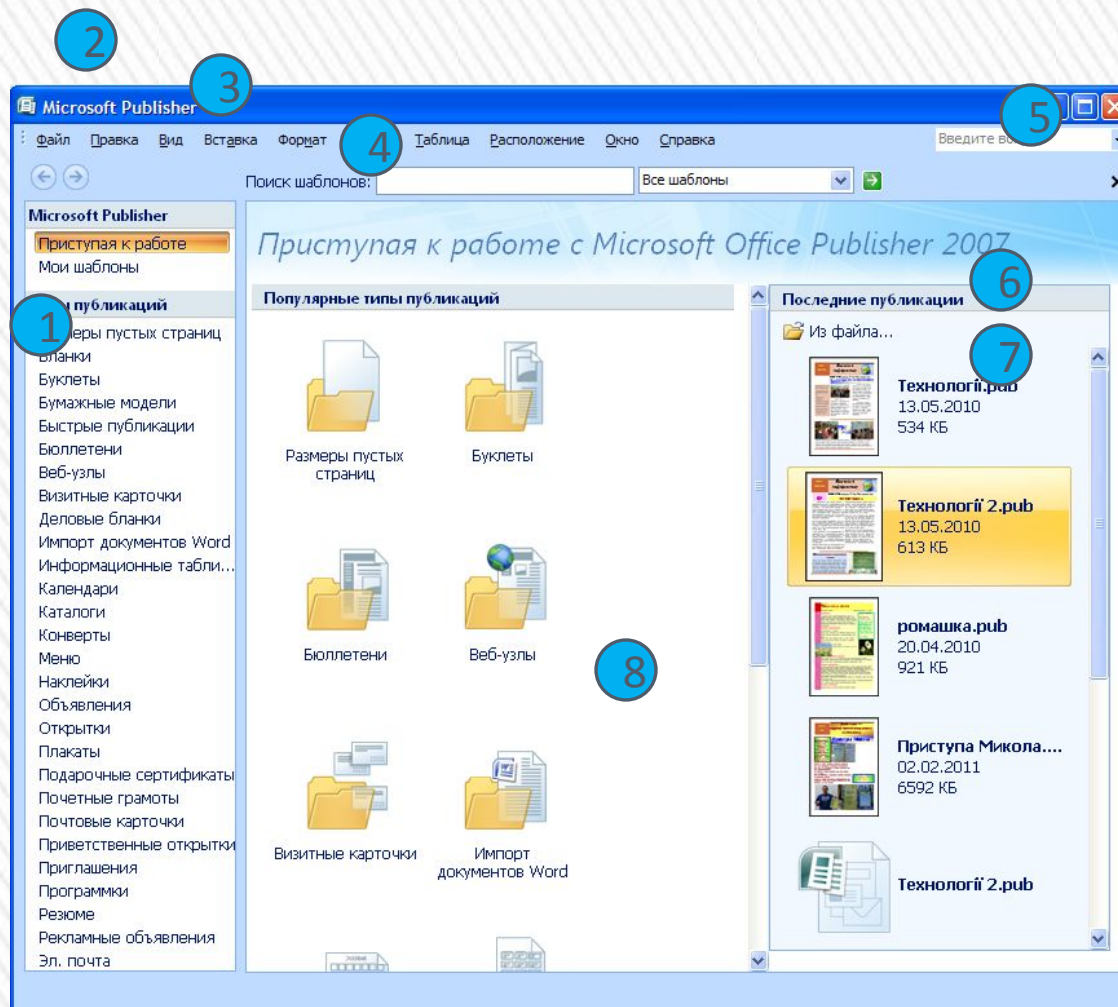 2
3
Microsoft Publisher
5
Файл Правка Вид Вставка Формат 4 Таблица Расположение Окно Справка Введите
Поиск шаблонов: Все шаблоны
Microsoft Publisher
Приступая к работе
Мои шаблоны
публикаций
1
пустых страниц
Бланки
Буклеты
Бумажные модели
Быстрые публикации
Бюллетени
Веб-узлы
Визитные карточки
Деловые бланки
Импорт документов Word
Информационные табли...
Календари
Каталоги
Конверты
Меню
Наклейки
Объявления
Открытки
Плакаты
Подарочные сертификаты
Почетные грамоты
Почтовые карточки
Приветственные открытки
Приглашения
Программки
Резюме
Рекламные объявления
Эл. почта
Приступая к работе с Microsoft Office Publisher 2007
Популярные типы публикаций
Размеры пустых
страниц
Буклеты
Бюллетени
Веб-узлы
8
Визитные карточки
Импорт
документов Word
6
Последние публикации
Из файла...
7
Технології.pub
13.05.2010
534 КБ
Технології 2.pub
13.05.2010
613 КБ
ромашка.pub
20.04.2010
921 КБ
Приступа Микола....
02.02.2011
6592 КБ
Технології 2.pub